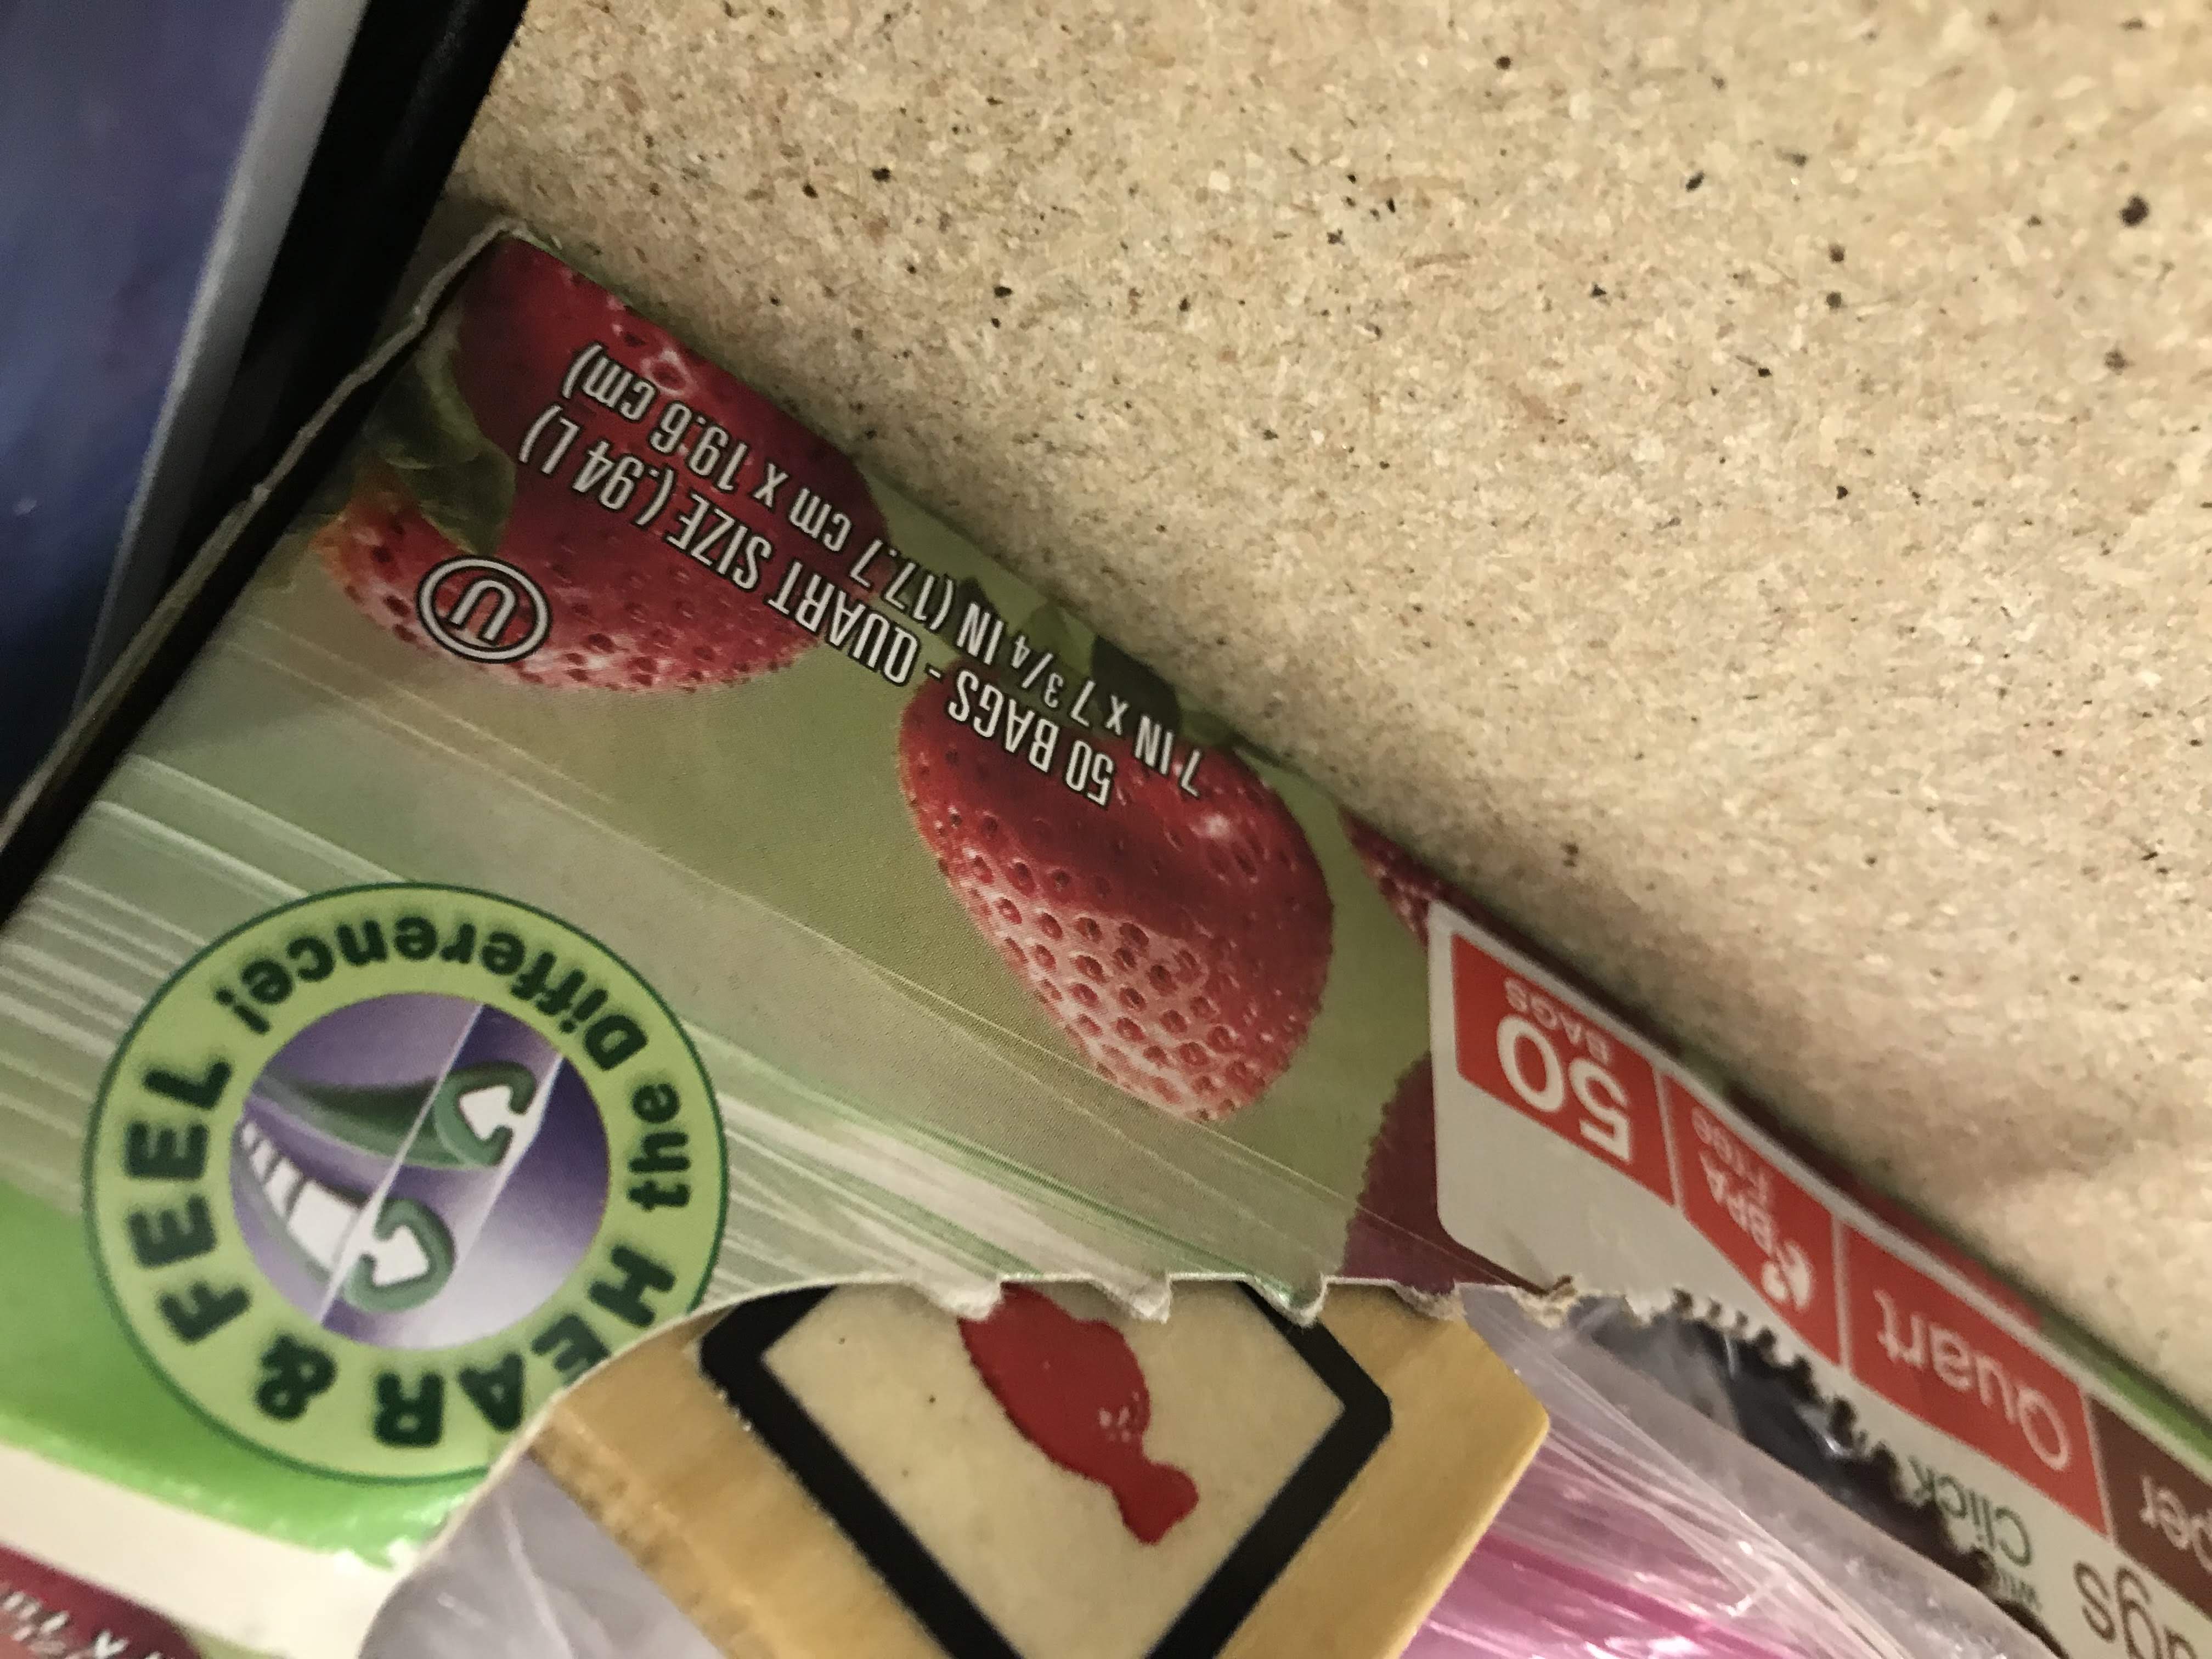 with
Click
Quart
BPA
Free
50
BAGS
HEAR & FEEL
the Difference!
50 BAGS - QUART SIZE (.94 L)
7 IN X 7 3/4 IN (17.7 cm X 19.6 cm)
U